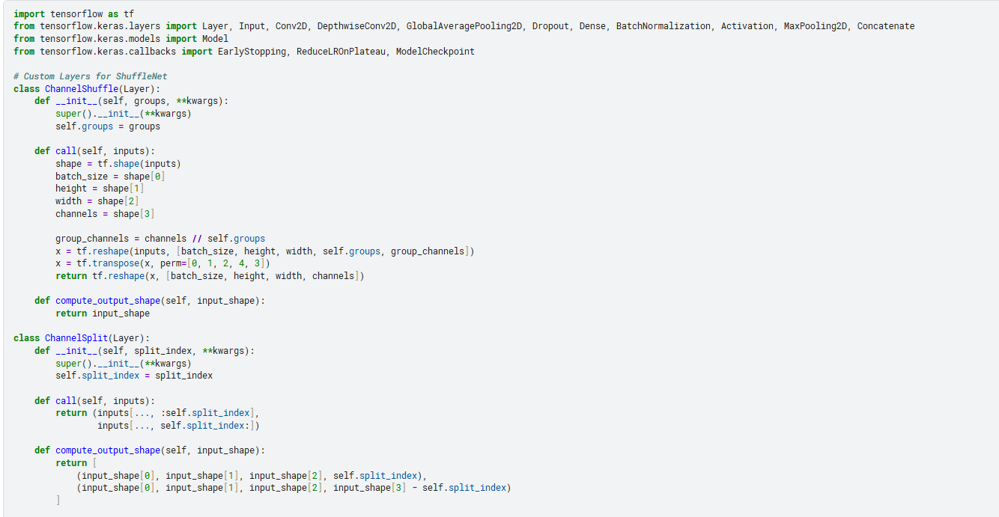 import tensorflow as tf
from tensorflow.keras.layers import Layer, Input, Conv2D, DepthwiseConv2D, GlobalAveragePooling2D, Dropout, Dense, BatchNormalization, Activation, MaxPooling2D, Concatenate
from tensorflow.keras.models import Model
from tensorflow.keras.callbacks import EarlyStopping, ReduceLROnPlateau, ModelCheckpoint

# Custom Layers for ShuffleNet
class ChannelShuffle(Layer):
    def __init__(self, groups, **kwargs):
        super().__init__(**kwargs)
        self.groups = groups

    def call(self, inputs):
        shape = tf.shape(inputs)
        batch_size = shape[0]
        height = shape[1]
        width = shape[2]
        channels = shape[3]

        group_channels = channels // self.groups
        x = tf.reshape(inputs, [batch_size, height, width, self.groups, group_channels])
        x = tf.transpose(x, perm=[0, 1, 2, 4, 3])
        return tf.reshape(x, [batch_size, height, width, channels])

    def compute_output_shape(self, input_shape):
        return input_shape

class ChannelSplit(Layer):
    def __init__(self, split_index, **kwargs):
        super().__init__(**kwargs)
        self.split_index = split_index

    def call(self, inputs):
        return (inputs[..., :self.split_index],
                inputs[..., self.split_index:])

    def compute_output_shape(self, input_shape):
        return [
            (input_shape[0], input_shape[1], input_shape[2], self.split_index),
            (input_shape[0], input_shape[1], input_shape[2], input_shape[3] - self.split_index)
        ]